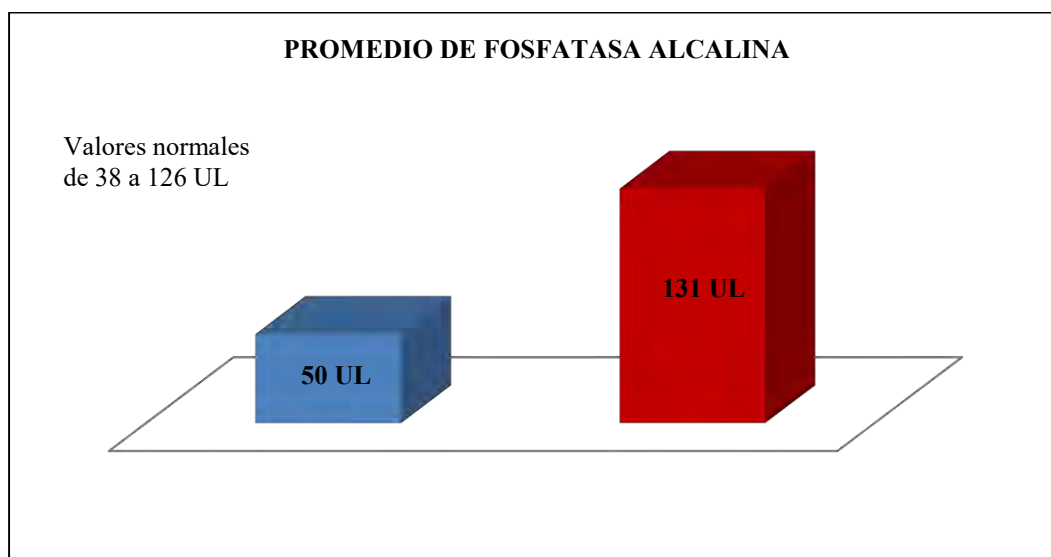 PROMEDIO DE FOSFATASA ALCALINA
Valores normales
de 38 a 126 UL
131 UL
50 UL